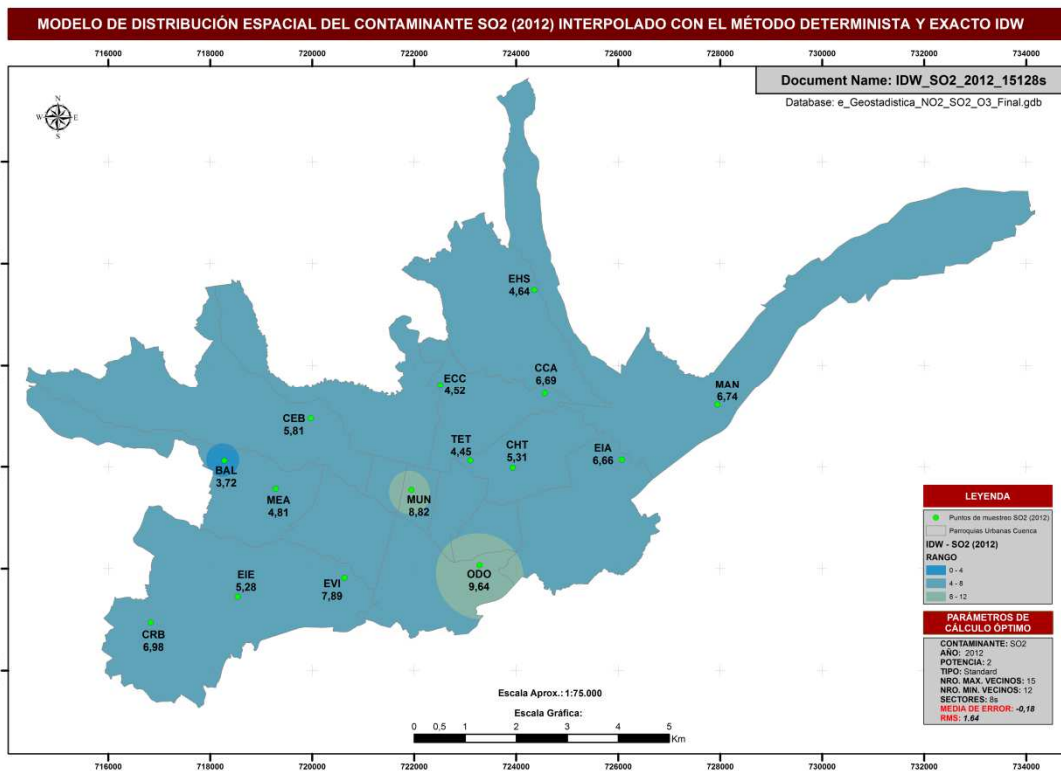 MODELO DE DISTRIBUCIÓN ESPACIAL DEL CONTAMINANTE SO2 (2012) INTERPOLADO CON EL MÉTODO DETERMINISTA Y EXACTO IDW
716000 718000 720000 722000 724000 726000 728000 730000 732000 734000
Document Name: IDW_SO2_2012_15128s
Database: e_Geostadistica_NO2_SO2_O3_Final.gdb
N
W E
S
EHS
4,64
CCA
6,69
ECC
4,52
MAN
6,74
CEB
5,81
TET
4,45
CHT
5,31
EIA
6,66
BAL
3,72
MEA
4,81
MUN
8,82
ODO
9,64
EIE
5,28
EVI
7,89
CRB
6,98
LEYENDA
Puntos de muestreo SO2 (2012)
Parroquias Urbanas Cuenca
IDW - SO2 (2012)
RANGO
0 - 4
4 - 8
8 - 12
PARÁMETROS DE
CÁLCULO ÓPTIMO
CONTAMINANTE: SO2
AÑO: 2012
POTENCIA: 2
TIPO: Standard
NRO. MAX. VECINOS: 15
NRO. MIN. VECINOS: 12
SECTORES: 8s
MEDIA DE ERROR: -0,18
RMS: 1.64
Escala Aprox.: 1:75.000
Escala Gráfica:
0 0,5 1 2 3 4 5
Km
716000 718000 720000 722000 724000 726000 728000 730000 732000 734000